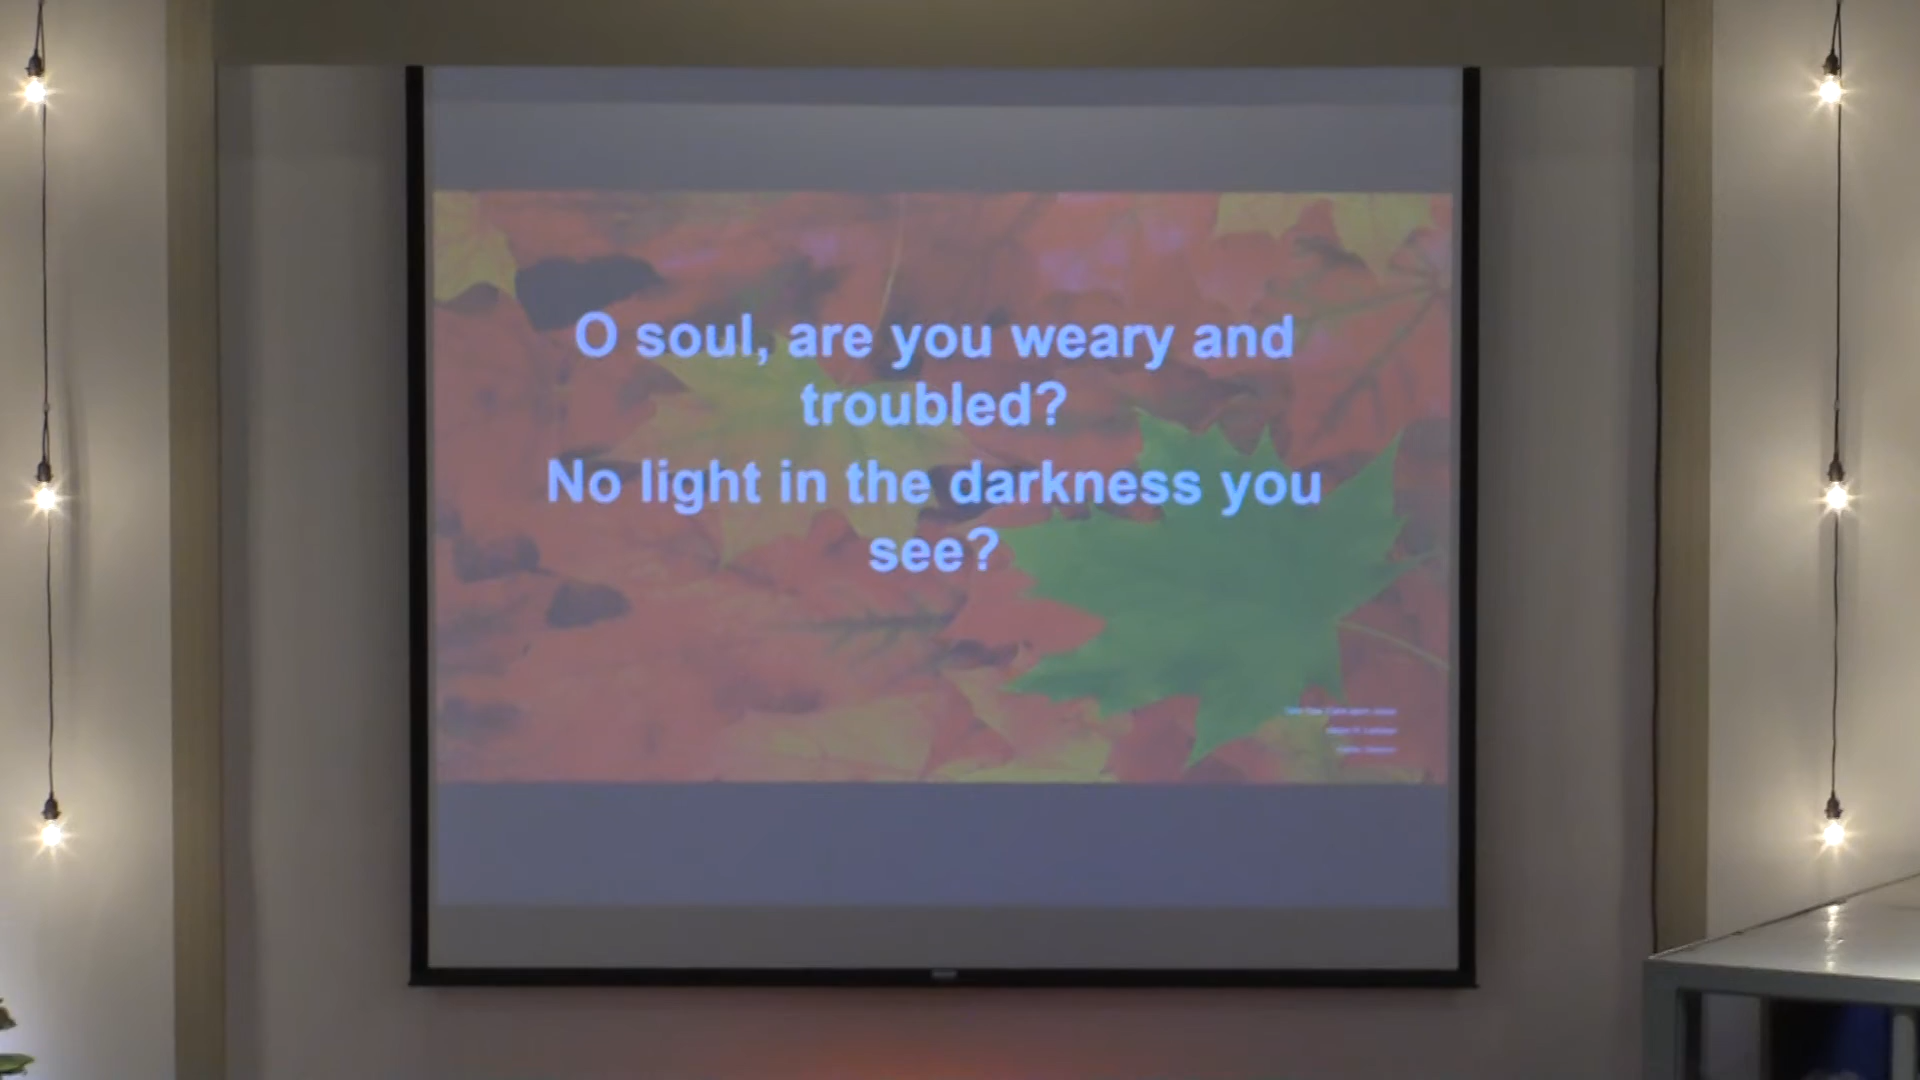 O soul, are you weary and
troubled?
No light in the darkness you
see?